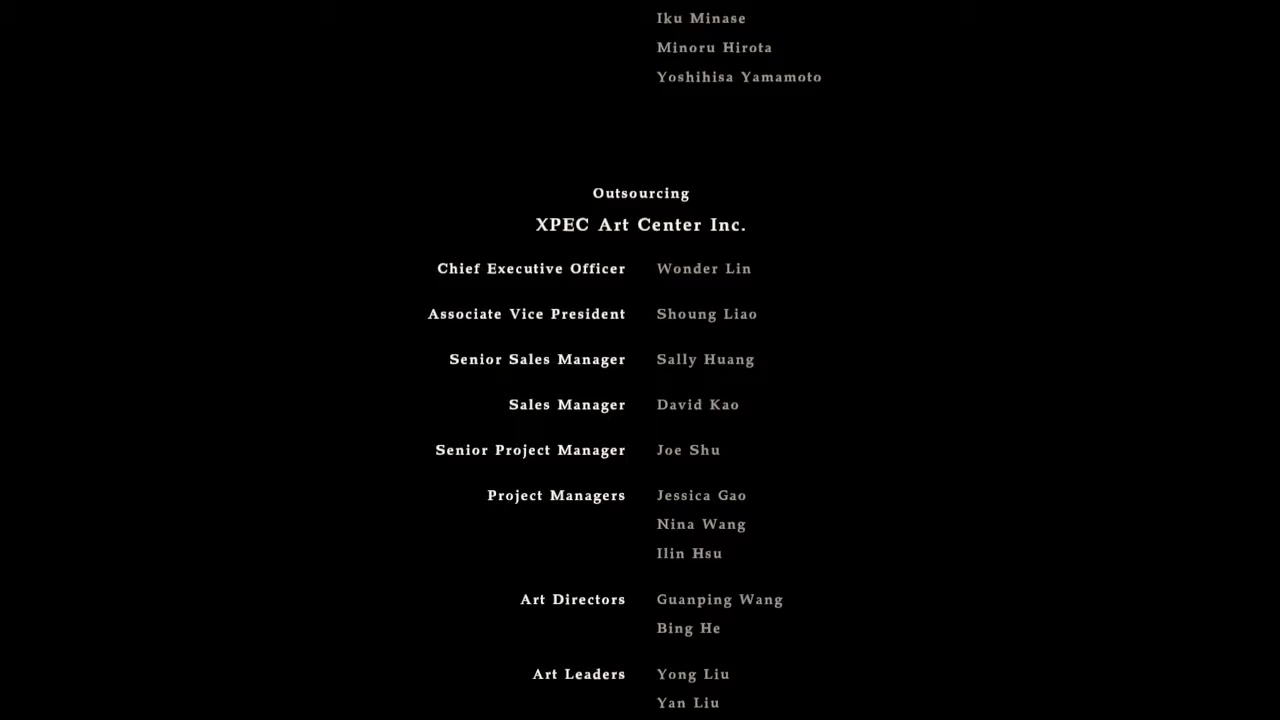 Iku Minase
Minoru Hirota
Yoshihisa Yamamoto
Outsourcing
XPEC Art Center Inc.
Chief Executive Officer Wonder Lin
Associate Vice President Shoung Liao
Senior Sales Manager Sally Huang
Sales Manager David Kao
Senior Project Manager Joe Shu
Project Managers Jessica Gao
Nina Wang
Ilin Hsu
Art Directors Guanping Wang
Bing He
Art Leaders Yong Liu
Yan Liu